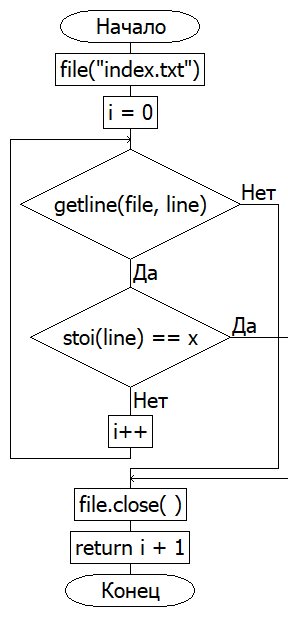 Начало
file("index.txt")
i = 0
getline(file, line)
Нет
Да
stoi(line) == x
Да
Нет
i++
file.close( )
return i + 1
Конец